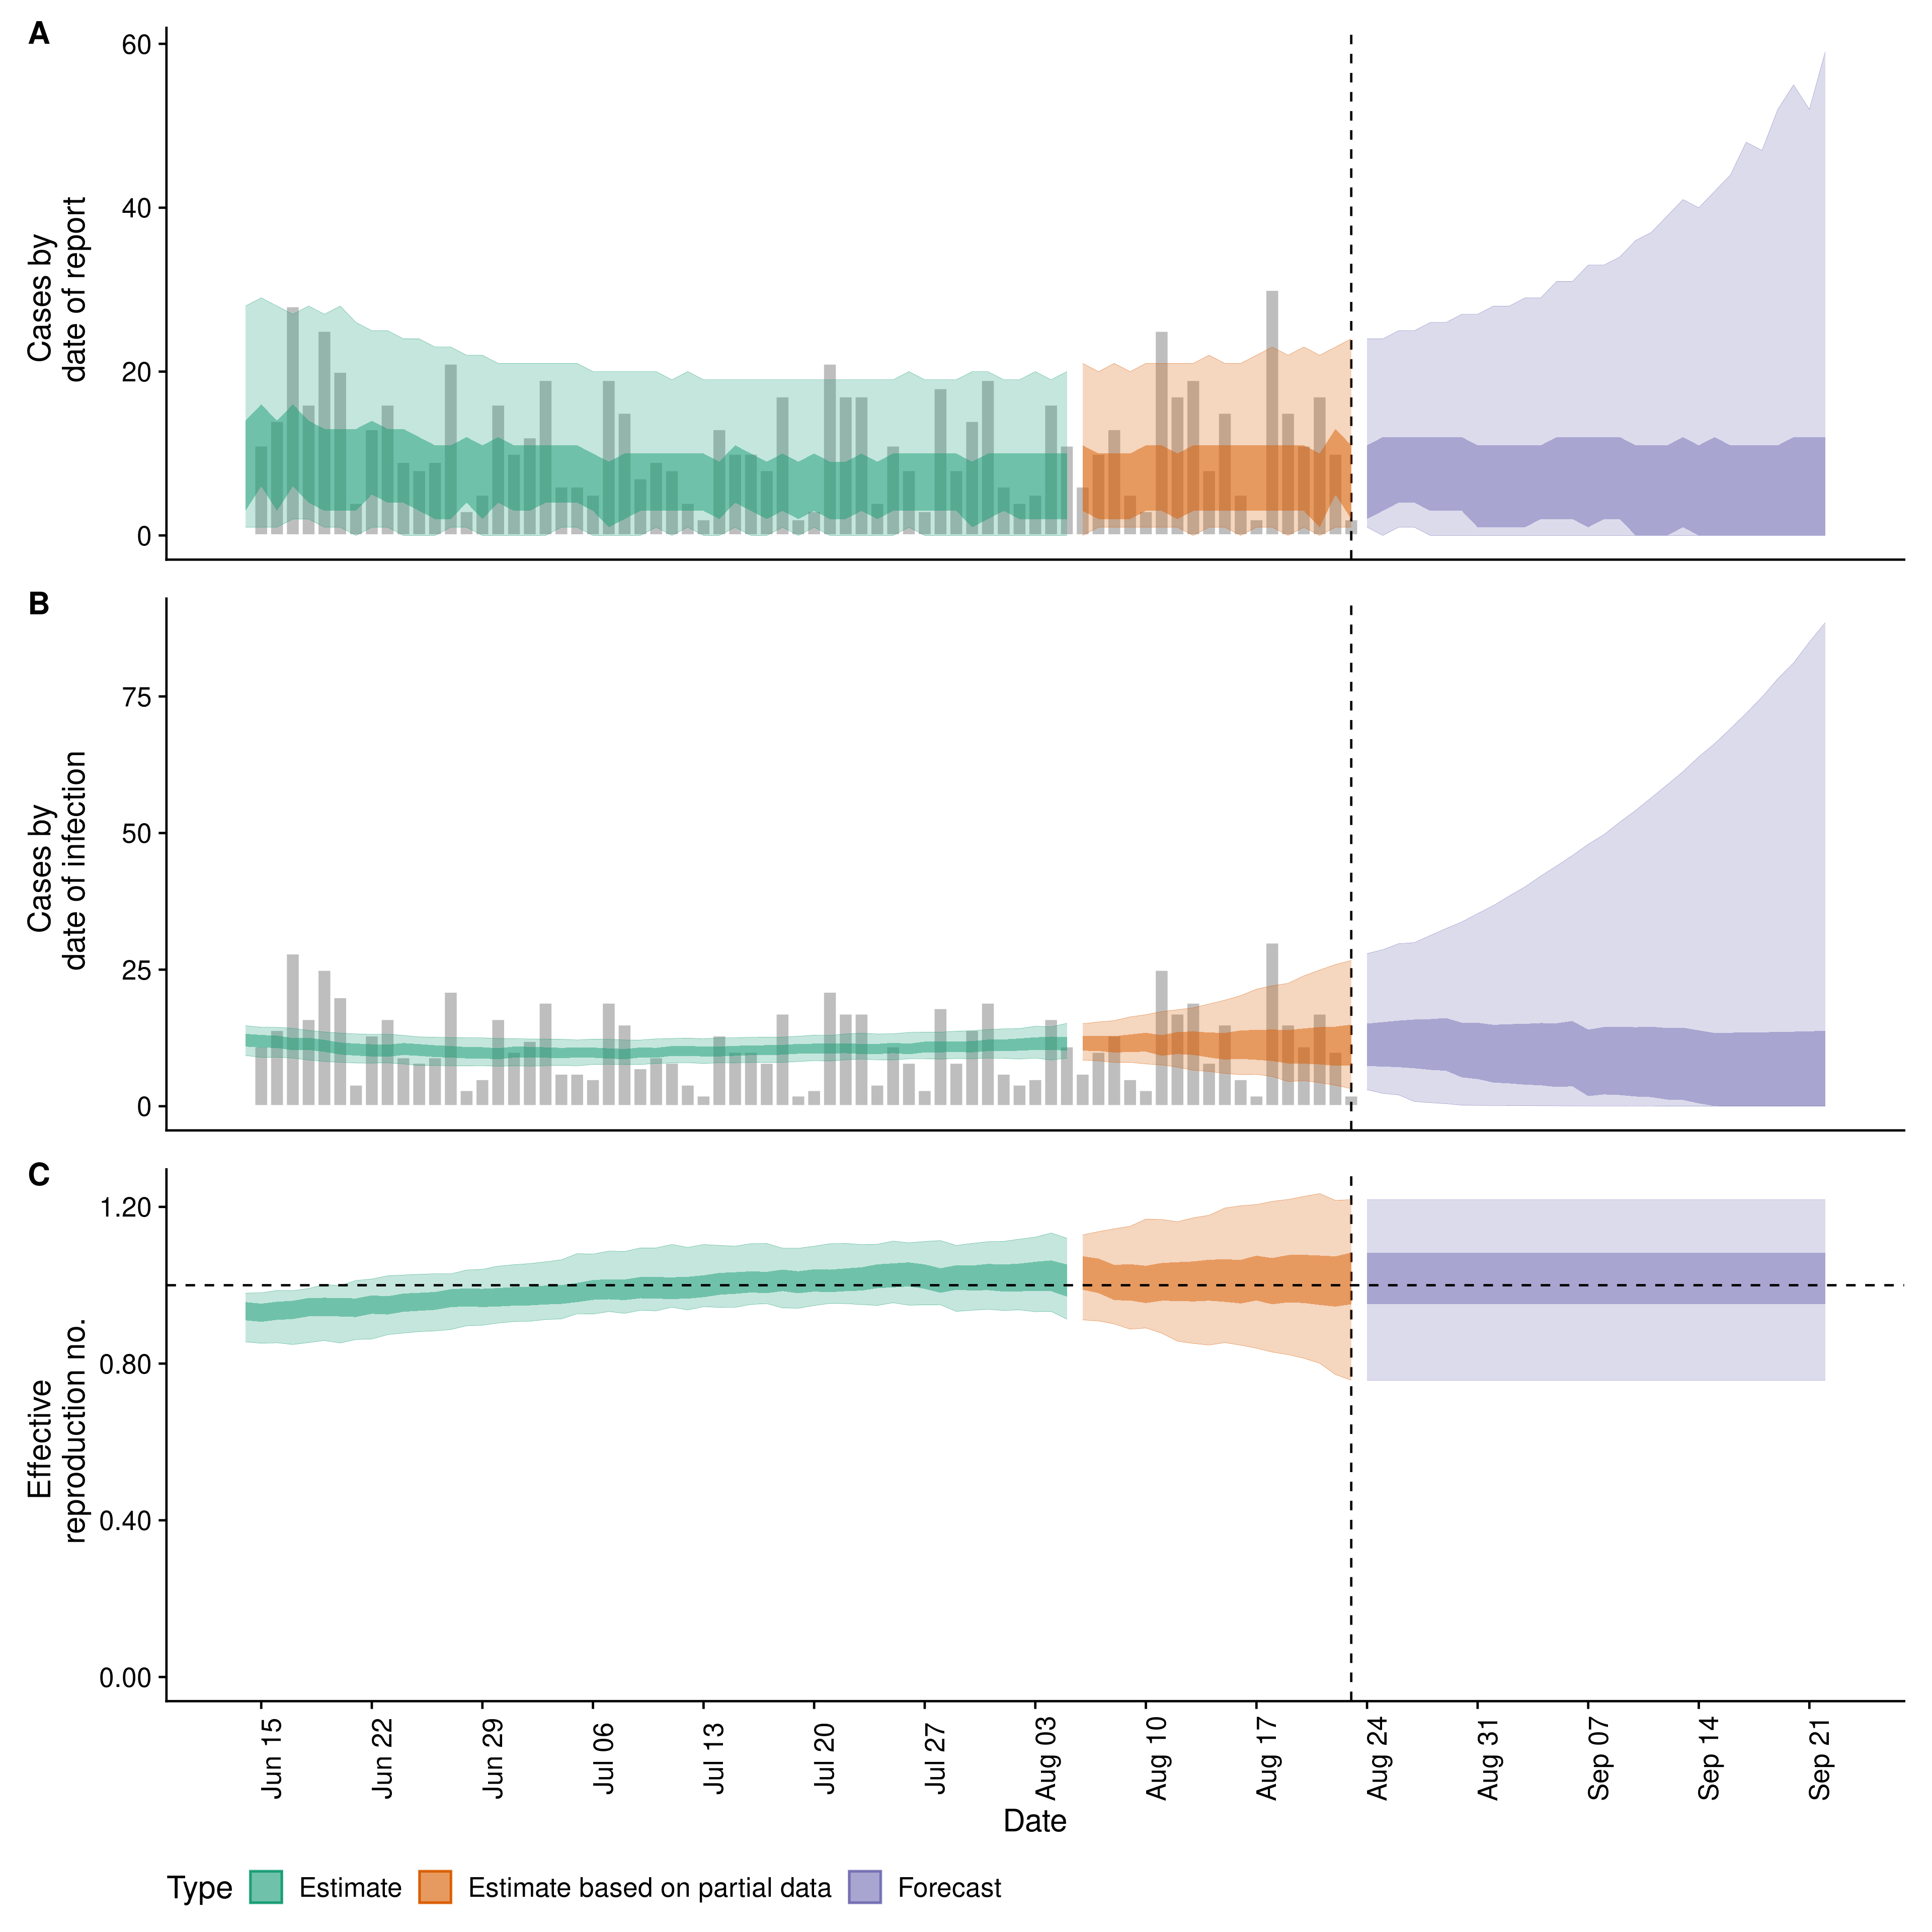 A
60
40
20
0
Cases by
date of report
B
75
50
25
0
Cases by
date of infection
C
1.20
0.80
0.40
0.00
Effective
reproduction no.
Jun 15
Jun 22
Jun 29
Jul 06
Jul 13
Jul 20
Jul 27
Aug 03
Aug 10
Aug 17
Aug 24
Aug 31
Sep 07
Sep 14
Sep 21
Date
Type Estimate Estimate based on partial data Forecast